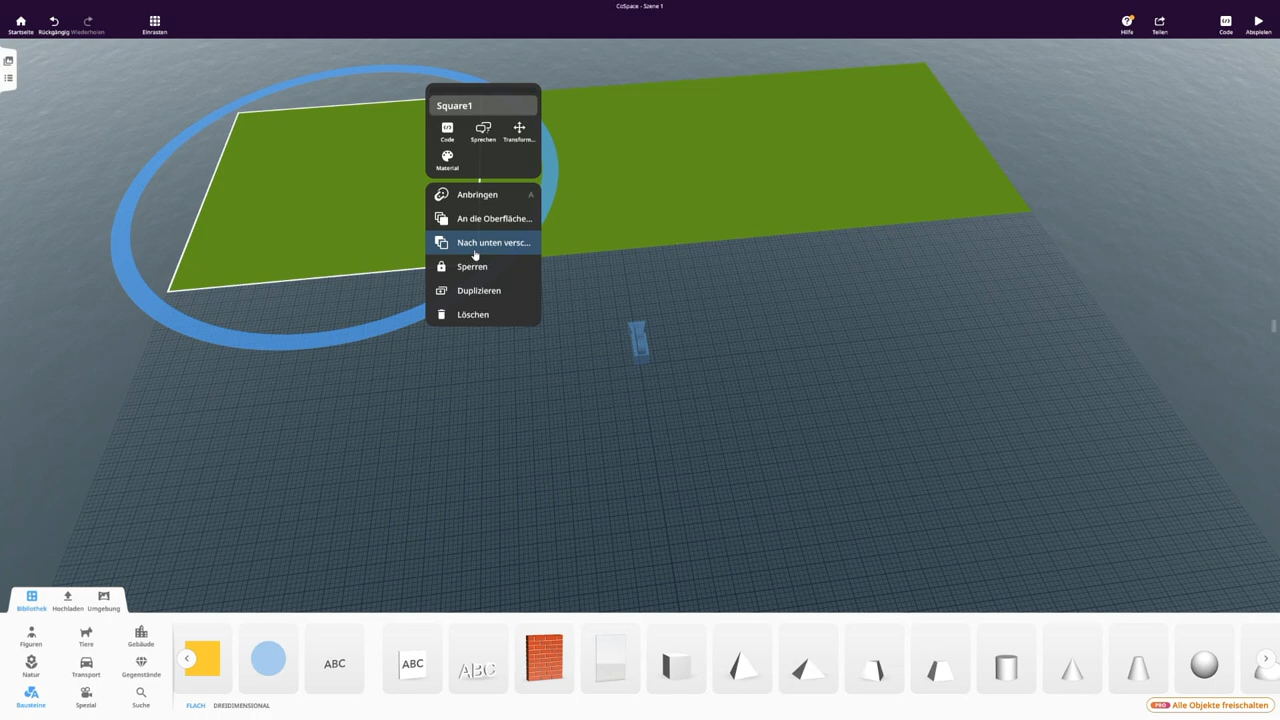 CoSpace - Szene 1
Startseite
Rückgängig
Wiederholen
Einrasten
Hilfe
Teilen
Code
Abspielen
Square1
Code
Sprechen
Transform...
Material
Anbringen A
An die Oberfläche...
Nach unten versc...
Sperren
Duplizieren
Löschen
Bibliothek
Hochladen
Umgebung
Figuren
Tiere
Gebäude
Natur
Transport
Gegenstände
Bausteine
Spezial
Suche
ABC
ABC
ABC
FLACH
DREIDIMENSIONAL
PRO Alle Objekte freischalten